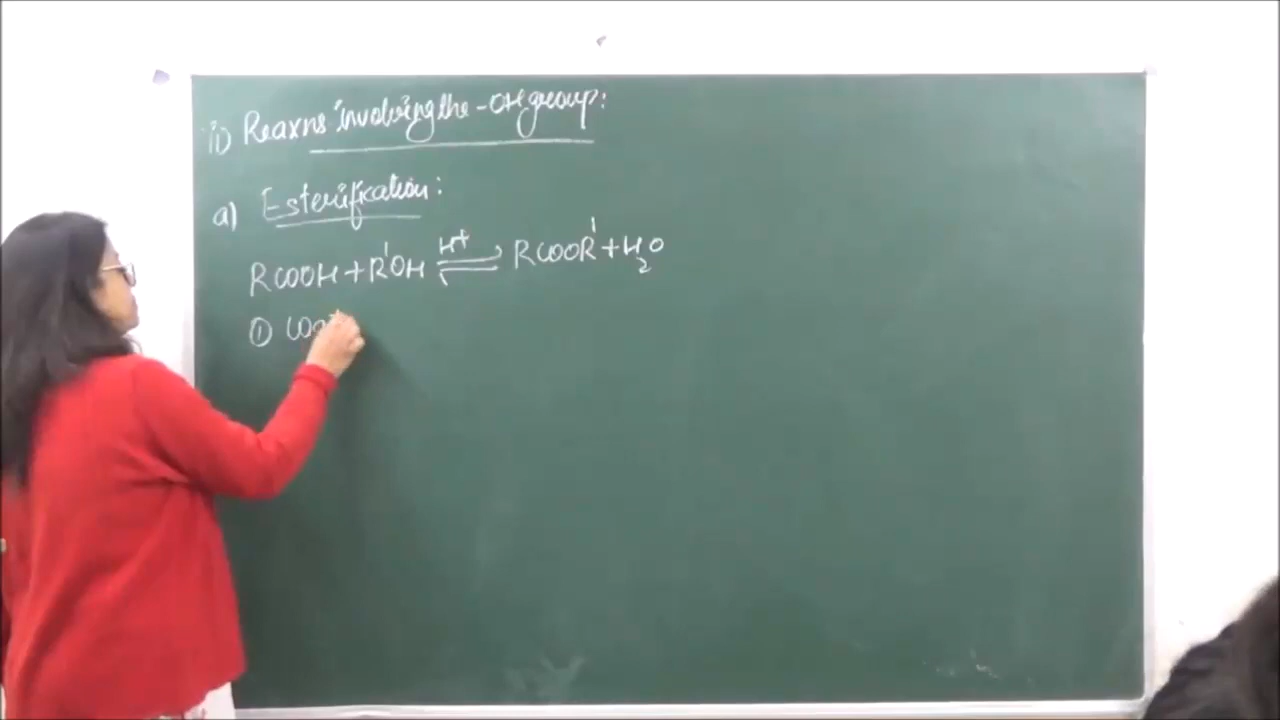 ii) Reaxns involving the -OH group:
a) Esterification:
RCOOH + R'OH ⇌ H⁺ RCOOR' + H₂O
①